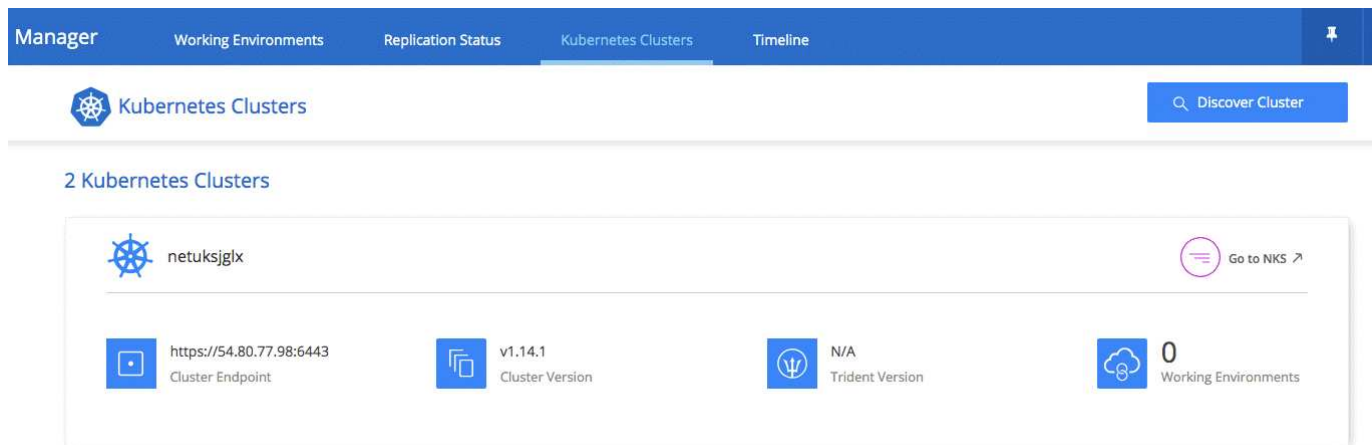 Manager Working Environments Replication Status Kubernetes Clusters Timeline
Kubernetes Clusters
Discover Cluster
2 Kubernetes Clusters
netuksjglx
Go to NKS
https://54.80.77.98:6443
Cluster Endpoint
v1.14.1
Cluster Version
N/A
Trident Version
0
Working Environments